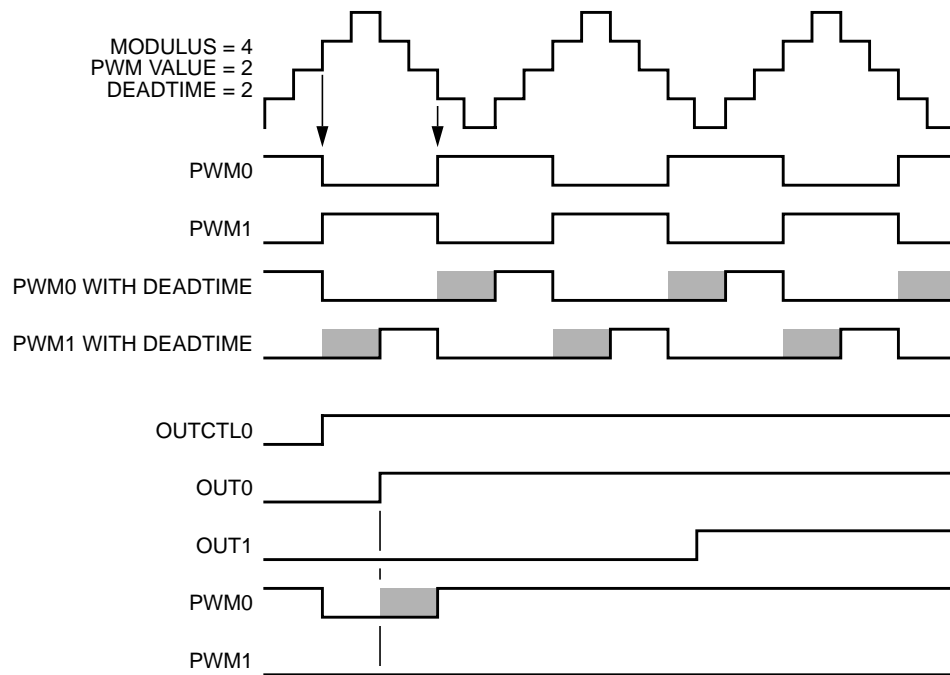 MODULUS = 4
PWM VALUE = 2
DEADTIME = 2
PWM0
PWM1
PWM0 WITH DEADTIME
PWM1 WITH DEADTIME
OUTCTL0
OUT0
OUT1
PWM0
PWM1